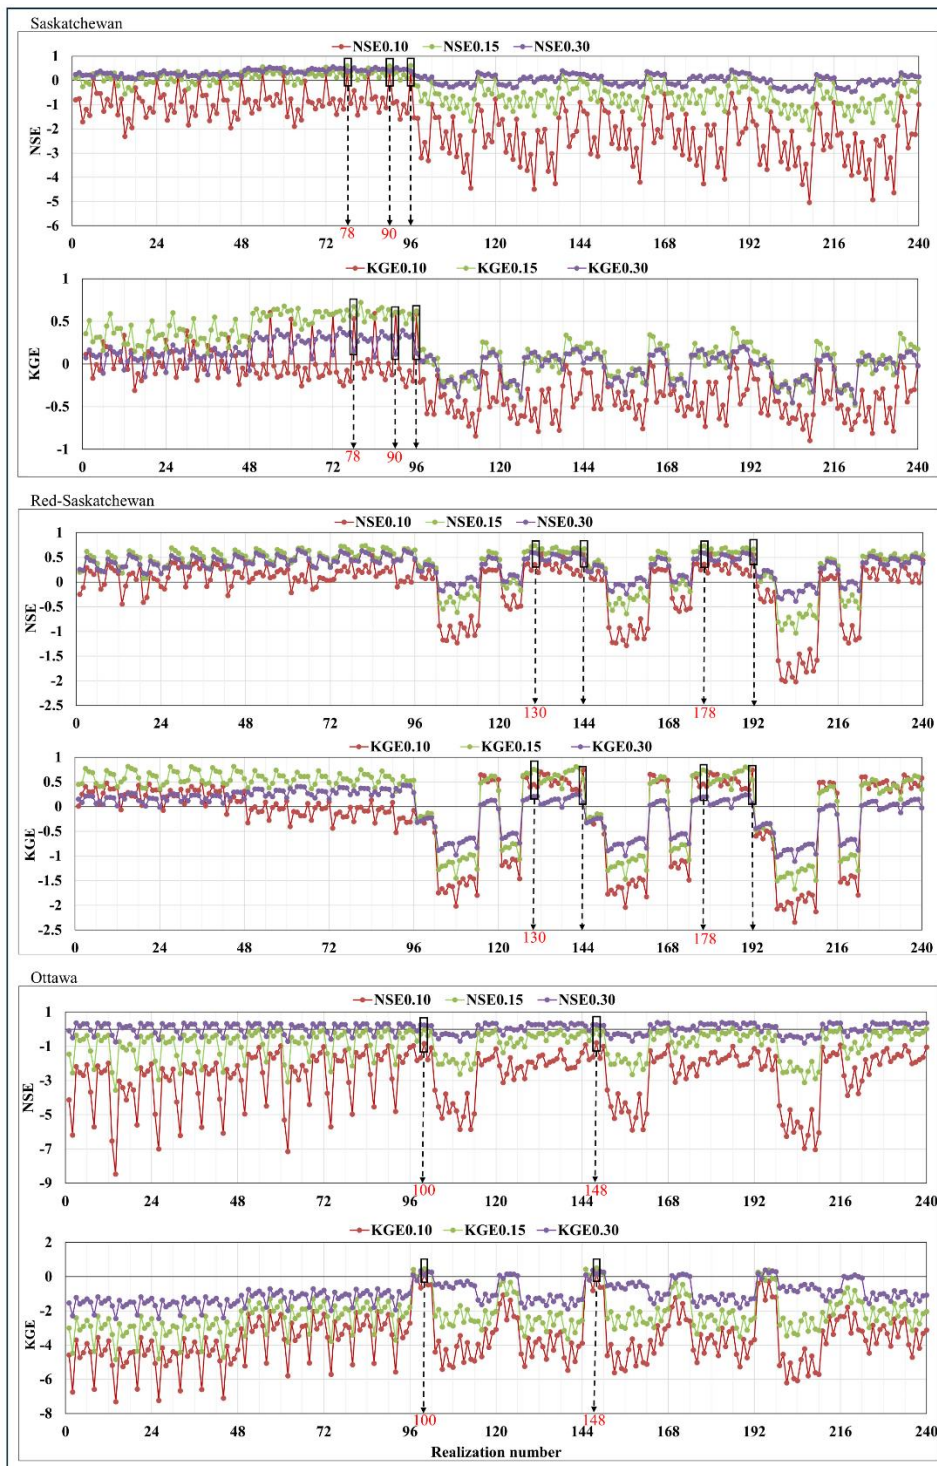 Saskatchewan
NSE0.10 NSE0.15 NSE0.30
1
0
-1
-2
-3
-4
-5
-6
NSE
0 24 48 72 78 90 96 120 144 168 192 216 240
KGE0.10 KGE0.15 KGE0.30
1
0.5
0
-0.5
-1
KGE
0 24 48 72 78 90 96 120 144 168 192 216 240
Red-Saskatchewan
NSE0.10 NSE0.15 NSE0.30
1
0.5
0
-0.5
-1
-1.5
-2
-2.5
NSE
0 24 48 72 96 120 130 144 168 178 192 216 240
KGE0.10 KGE0.15 KGE0.30
1
0.5
0
-0.5
-1
-1.5
-2
-2.5
KGE
0 24 48 72 96 120 130 144 168 178 192 216 240
Ottawa
NSE0.10 NSE0.15 NSE0.30
1
-1
-3
-5
-7
-9
NSE
0 24 48 72 96 100 120 144 148 168 192 216 240
KGE0.10 KGE0.15 KGE0.30
2
0
-2
-4
-6
-8
KGE
0 24 48 72 96 100 120 144 148 168 192 216 240
Realization number